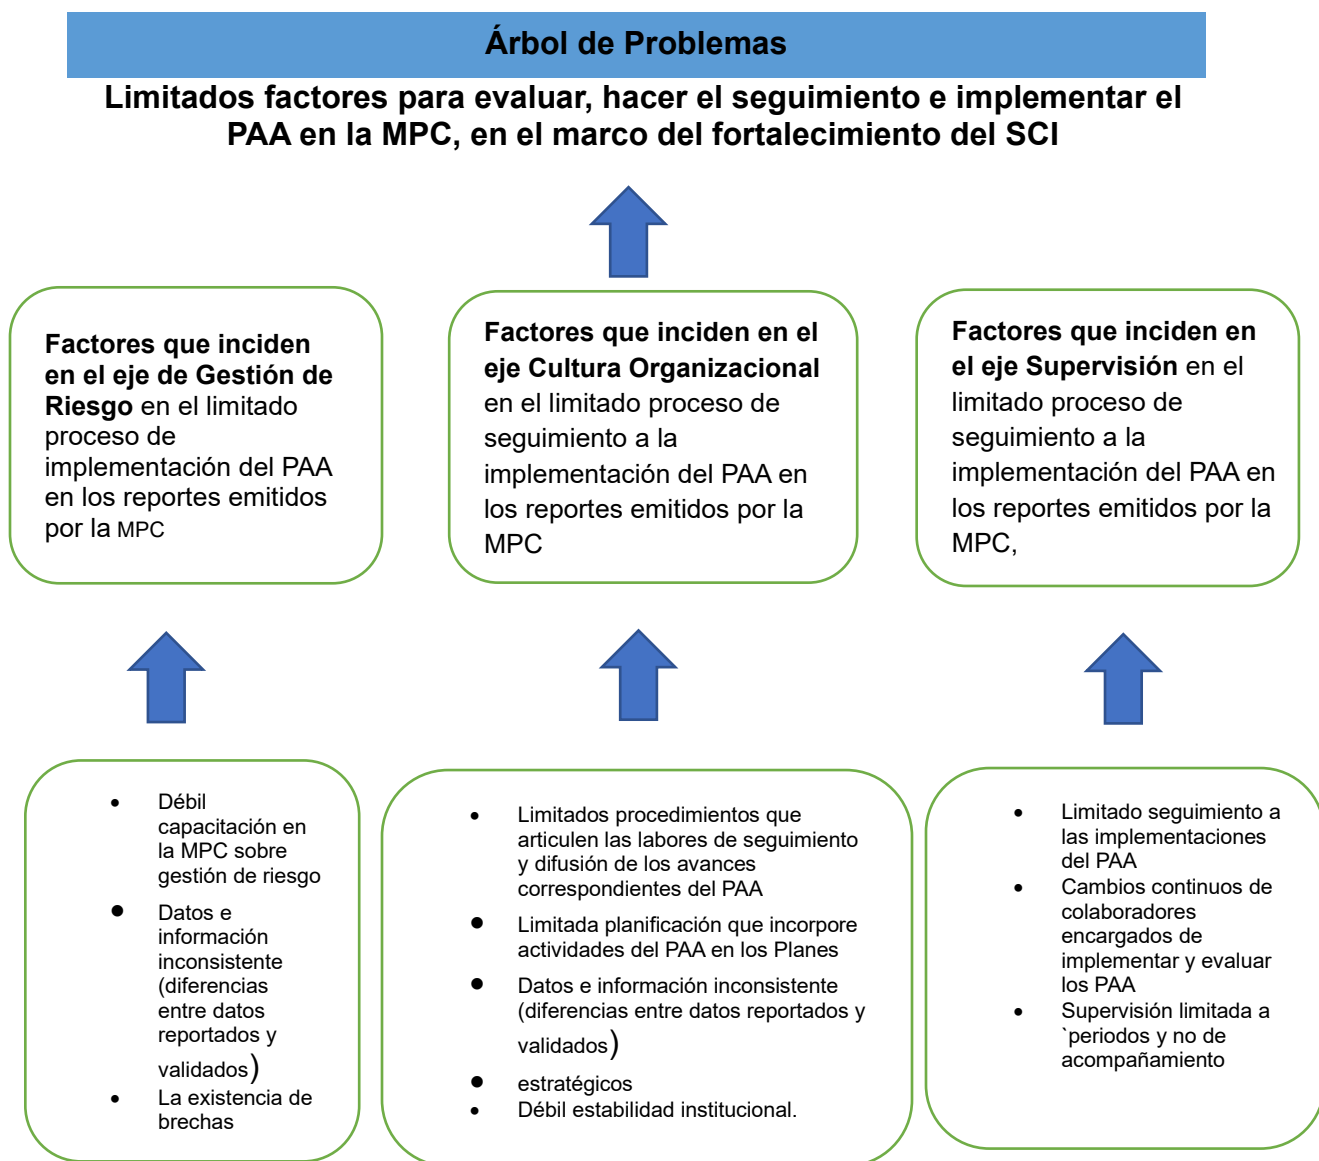 Árbol de Problemas
Limitados factores para evaluar, hacer el seguimiento e implementar el
PAA en la MPC, en el marco del fortalecimiento del SCI
Factores que inciden
en el eje de Gestión de
Riesgo en el limitado
proceso de
implementación del PAA
en los reportes emitidos
por la MPC
Factores que inciden en el
eje Cultura Organizacional
en el limitado proceso de
seguimiento a la
implementación del PAA en
los reportes emitidos por la
MPC
Factores que inciden en
el eje Supervisión en el
limitado proceso de
seguimiento a la
implementación del PAA en
los reportes emitidos por la
MPC,
• Débil
capacitación en
la MPC sobre
gestión de riesgo
• Datos e
información
inconsistente
(diferencias
entre datos
reportados y
validados)
• La existencia de
brechas
• Limitados procedimientos que
articulen las labores de seguimiento
y difusión de los avances
correspondientes del PAA
• Limitada planificación que incorpore
actividades del PAA en los Planes
• Datos e información inconsistente
(diferencias entre datos reportados y
validados)
• estratégicos
• Débil estabilidad institucional.
• Limitado seguimiento a
las implementaciones
del PAA
• Cambios continuos de
colaboradores
encargados de
implementar y evaluar
los PAA
• Supervisión limitada a
`periodos y no de
acompañamiento